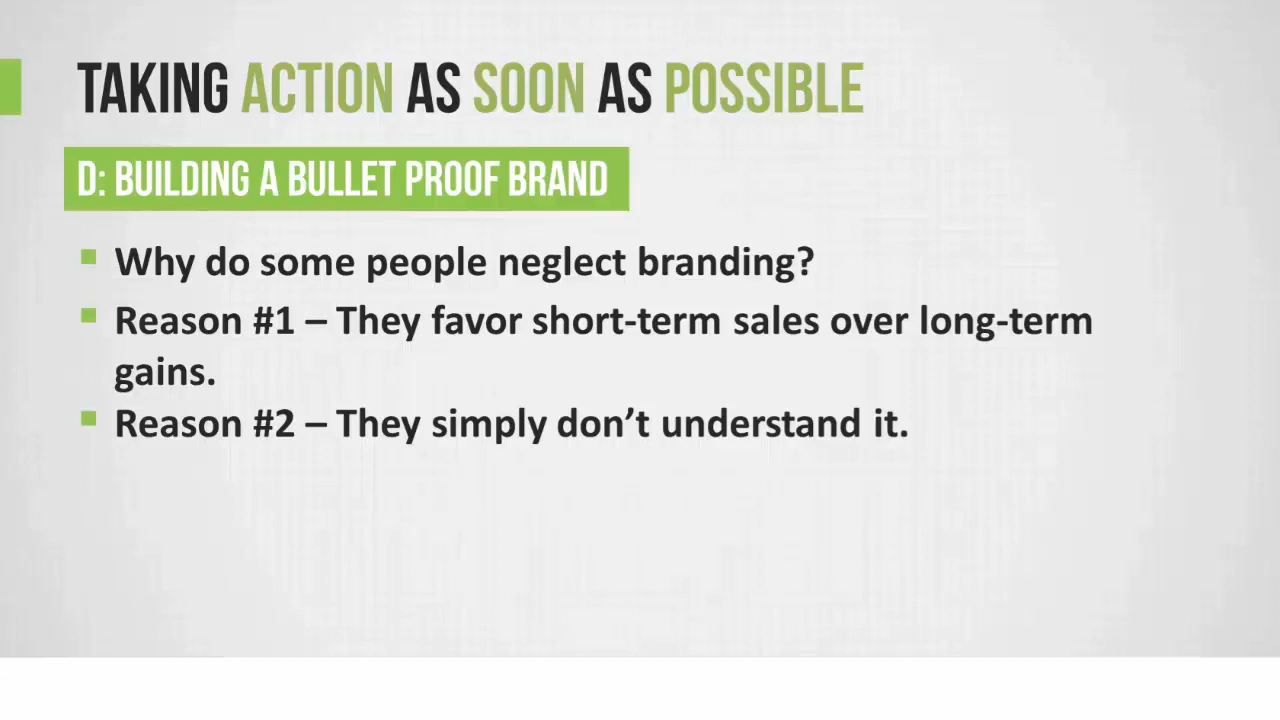 TAKING ACTION AS SOON AS POSSIBLE
D: BUILDING A BULLET PROOF BRAND
Why do some people neglect branding?
Reason #1 – They favor short-term sales over long-term
gains.
Reason #2 – They simply don’t understand it.